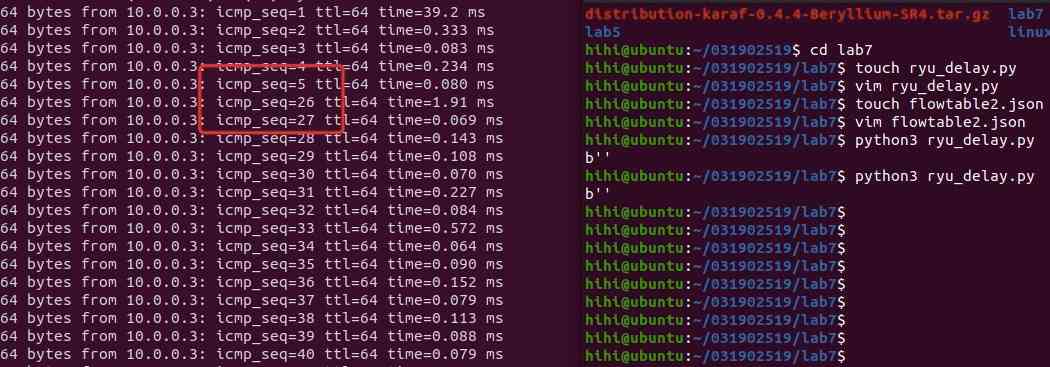 64 bytes from 10.0.0.3: icmp_seq=1 ttl=64 time=39.2 ms
64 bytes from 10.0.0.3: icmp_seq=2 ttl=64 time=0.333 ms
64 bytes from 10.0.0.3: icmp_seq=3 ttl=64 time=0.083 ms
64 bytes from 10.0.0.3: icmp_seq=4 ttl=64 time=0.234 ms
64 bytes from 10.0.0.3: icmp_seq=5 ttl=64 time=0.080 ms
64 bytes from 10.0.0.3: icmp_seq=26 ttl=64 time=1.91 ms
64 bytes from 10.0.0.3: icmp_seq=27 ttl=64 time=0.069 ms
64 bytes from 10.0.0.3: icmp_seq=28 ttl=64 time=0.143 ms
64 bytes from 10.0.0.3: icmp_seq=29 ttl=64 time=0.108 ms
64 bytes from 10.0.0.3: icmp_seq=30 ttl=64 time=0.070 ms
64 bytes from 10.0.0.3: icmp_seq=31 ttl=64 time=0.227 ms
64 bytes from 10.0.0.3: icmp_seq=32 ttl=64 time=0.084 ms
64 bytes from 10.0.0.3: icmp_seq=33 ttl=64 time=0.572 ms
64 bytes from 10.0.0.3: icmp_seq=34 ttl=64 time=0.064 ms
64 bytes from 10.0.0.3: icmp_seq=35 ttl=64 time=0.090 ms
64 bytes from 10.0.0.3: icmp_seq=36 ttl=64 time=0.152 ms
64 bytes from 10.0.0.3: icmp_seq=37 ttl=64 time=0.079 ms
64 bytes from 10.0.0.3: icmp_seq=38 ttl=64 time=0.113 ms
64 bytes from 10.0.0.3: icmp_seq=39 ttl=64 time=0.088 ms
64 bytes from 10.0.0.3: icmp_seq=40 ttl=64 time=0.079 ms
distribution-karaf-0.4.4-Beryllium-SR4.tar.gz lab7
lab5 linux
hihi@ubuntu:~/031902519$ cd lab7
hihi@ubuntu:~/031902519/lab7$ touch ryu_delay.py
hihi@ubuntu:~/031902519/lab7$ vim ryu_delay.py
hihi@ubuntu:~/031902519/lab7$ touch flowtable2.json
hihi@ubuntu:~/031902519/lab7$ vim flowtable2.json
hihi@ubuntu:~/031902519/lab7$ python3 ryu_delay.py
b''
hihi@ubuntu:~/031902519/lab7$ python3 ryu_delay.py
b''
hihi@ubuntu:~/031902519/lab7$
hihi@ubuntu:~/031902519/lab7$
hihi@ubuntu:~/031902519/lab7$
hihi@ubuntu:~/031902519/lab7$
hihi@ubuntu:~/031902519/lab7$
hihi@ubuntu:~/031902519/lab7$
hihi@ubuntu:~/031902519/lab7$
hihi@ubuntu:~/031902519/lab7$
hihi@ubuntu:~/031902519/lab7$